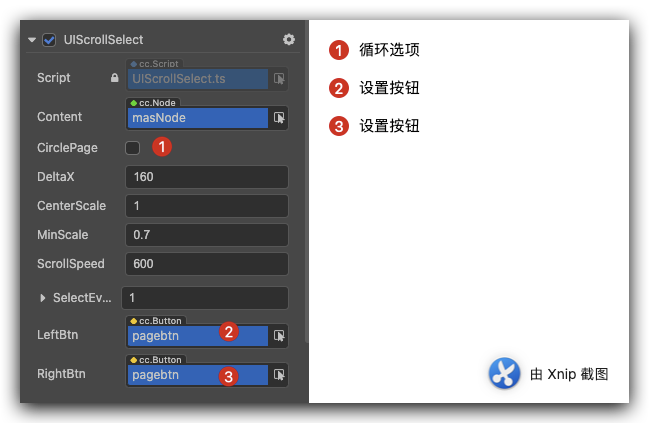 UIScrollSelect
cc.Script
Script UIScrollSelect.ts
cc.Node
Content masNode
CirclePage 1
DeltaX 160
CenterScale 1
MinScale 0.7
ScrollSpeed 600
SelectEv... 1
cc.Button
LeftBtn pagebtn 2
cc.Button
RightBtn pagebtn 3
1 循环选项
2 设置按钮
3 设置按钮
由 Xnip 截图